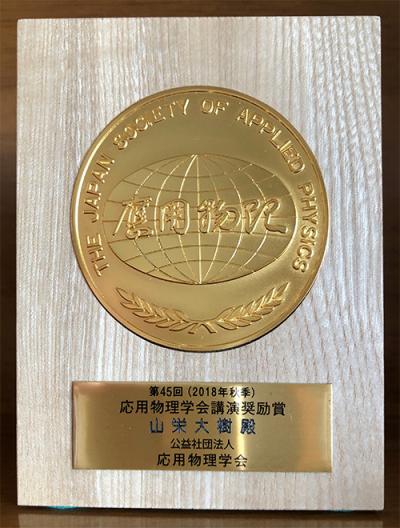 THE JAPAN SOCIETY OF APPLIED PHYSICS
應用物理
第45回(2018年秋季)
応用物理学会講演奨励賞
山栄大樹殿
公益社団法人
応用物理学会